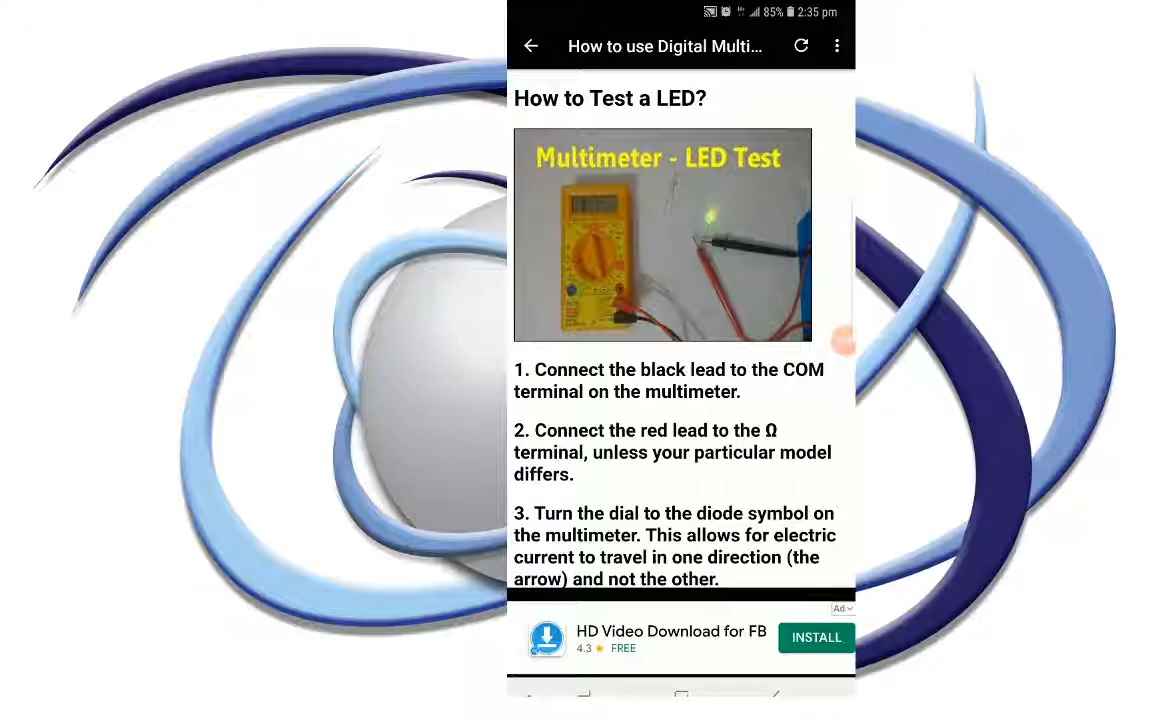 85% 2:35 pm
How to use Digital Multi...
How to Test a LED?
Multimeter - LED Test
1. Connect the black lead to the COM
terminal on the multimeter.
2. Connect the red lead to the Ω
terminal, unless your particular model
differs.
3. Turn the dial to the diode symbol on
the multimeter. This allows for electric
current to travel in one direction (the
arrow) and not the other.
Ad
HD Video Download for FB
4.3 ★ FREE
INSTALL